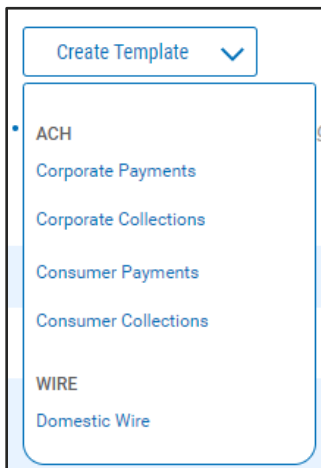 Create Template
ACH
Corporate Payments
Corporate Collections
Consumer Payments
Consumer Collections
WIRE
Domestic Wire